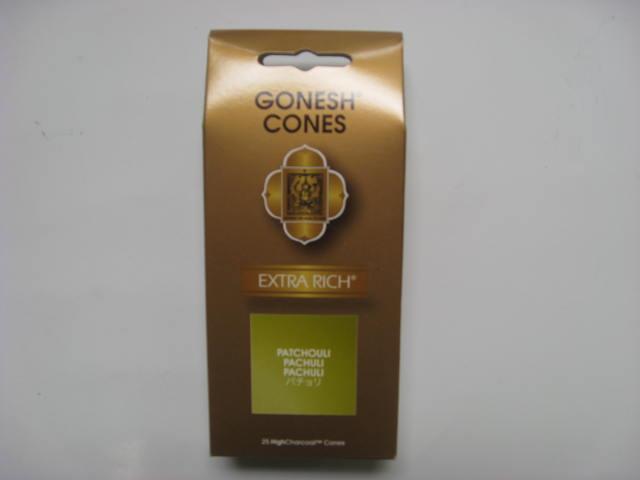 GONESH®
CONES
EXTRA RICH®
PATCHOULI
PACHULI
PACHULI
パチョリ
25 HighCharcoal™ Cones